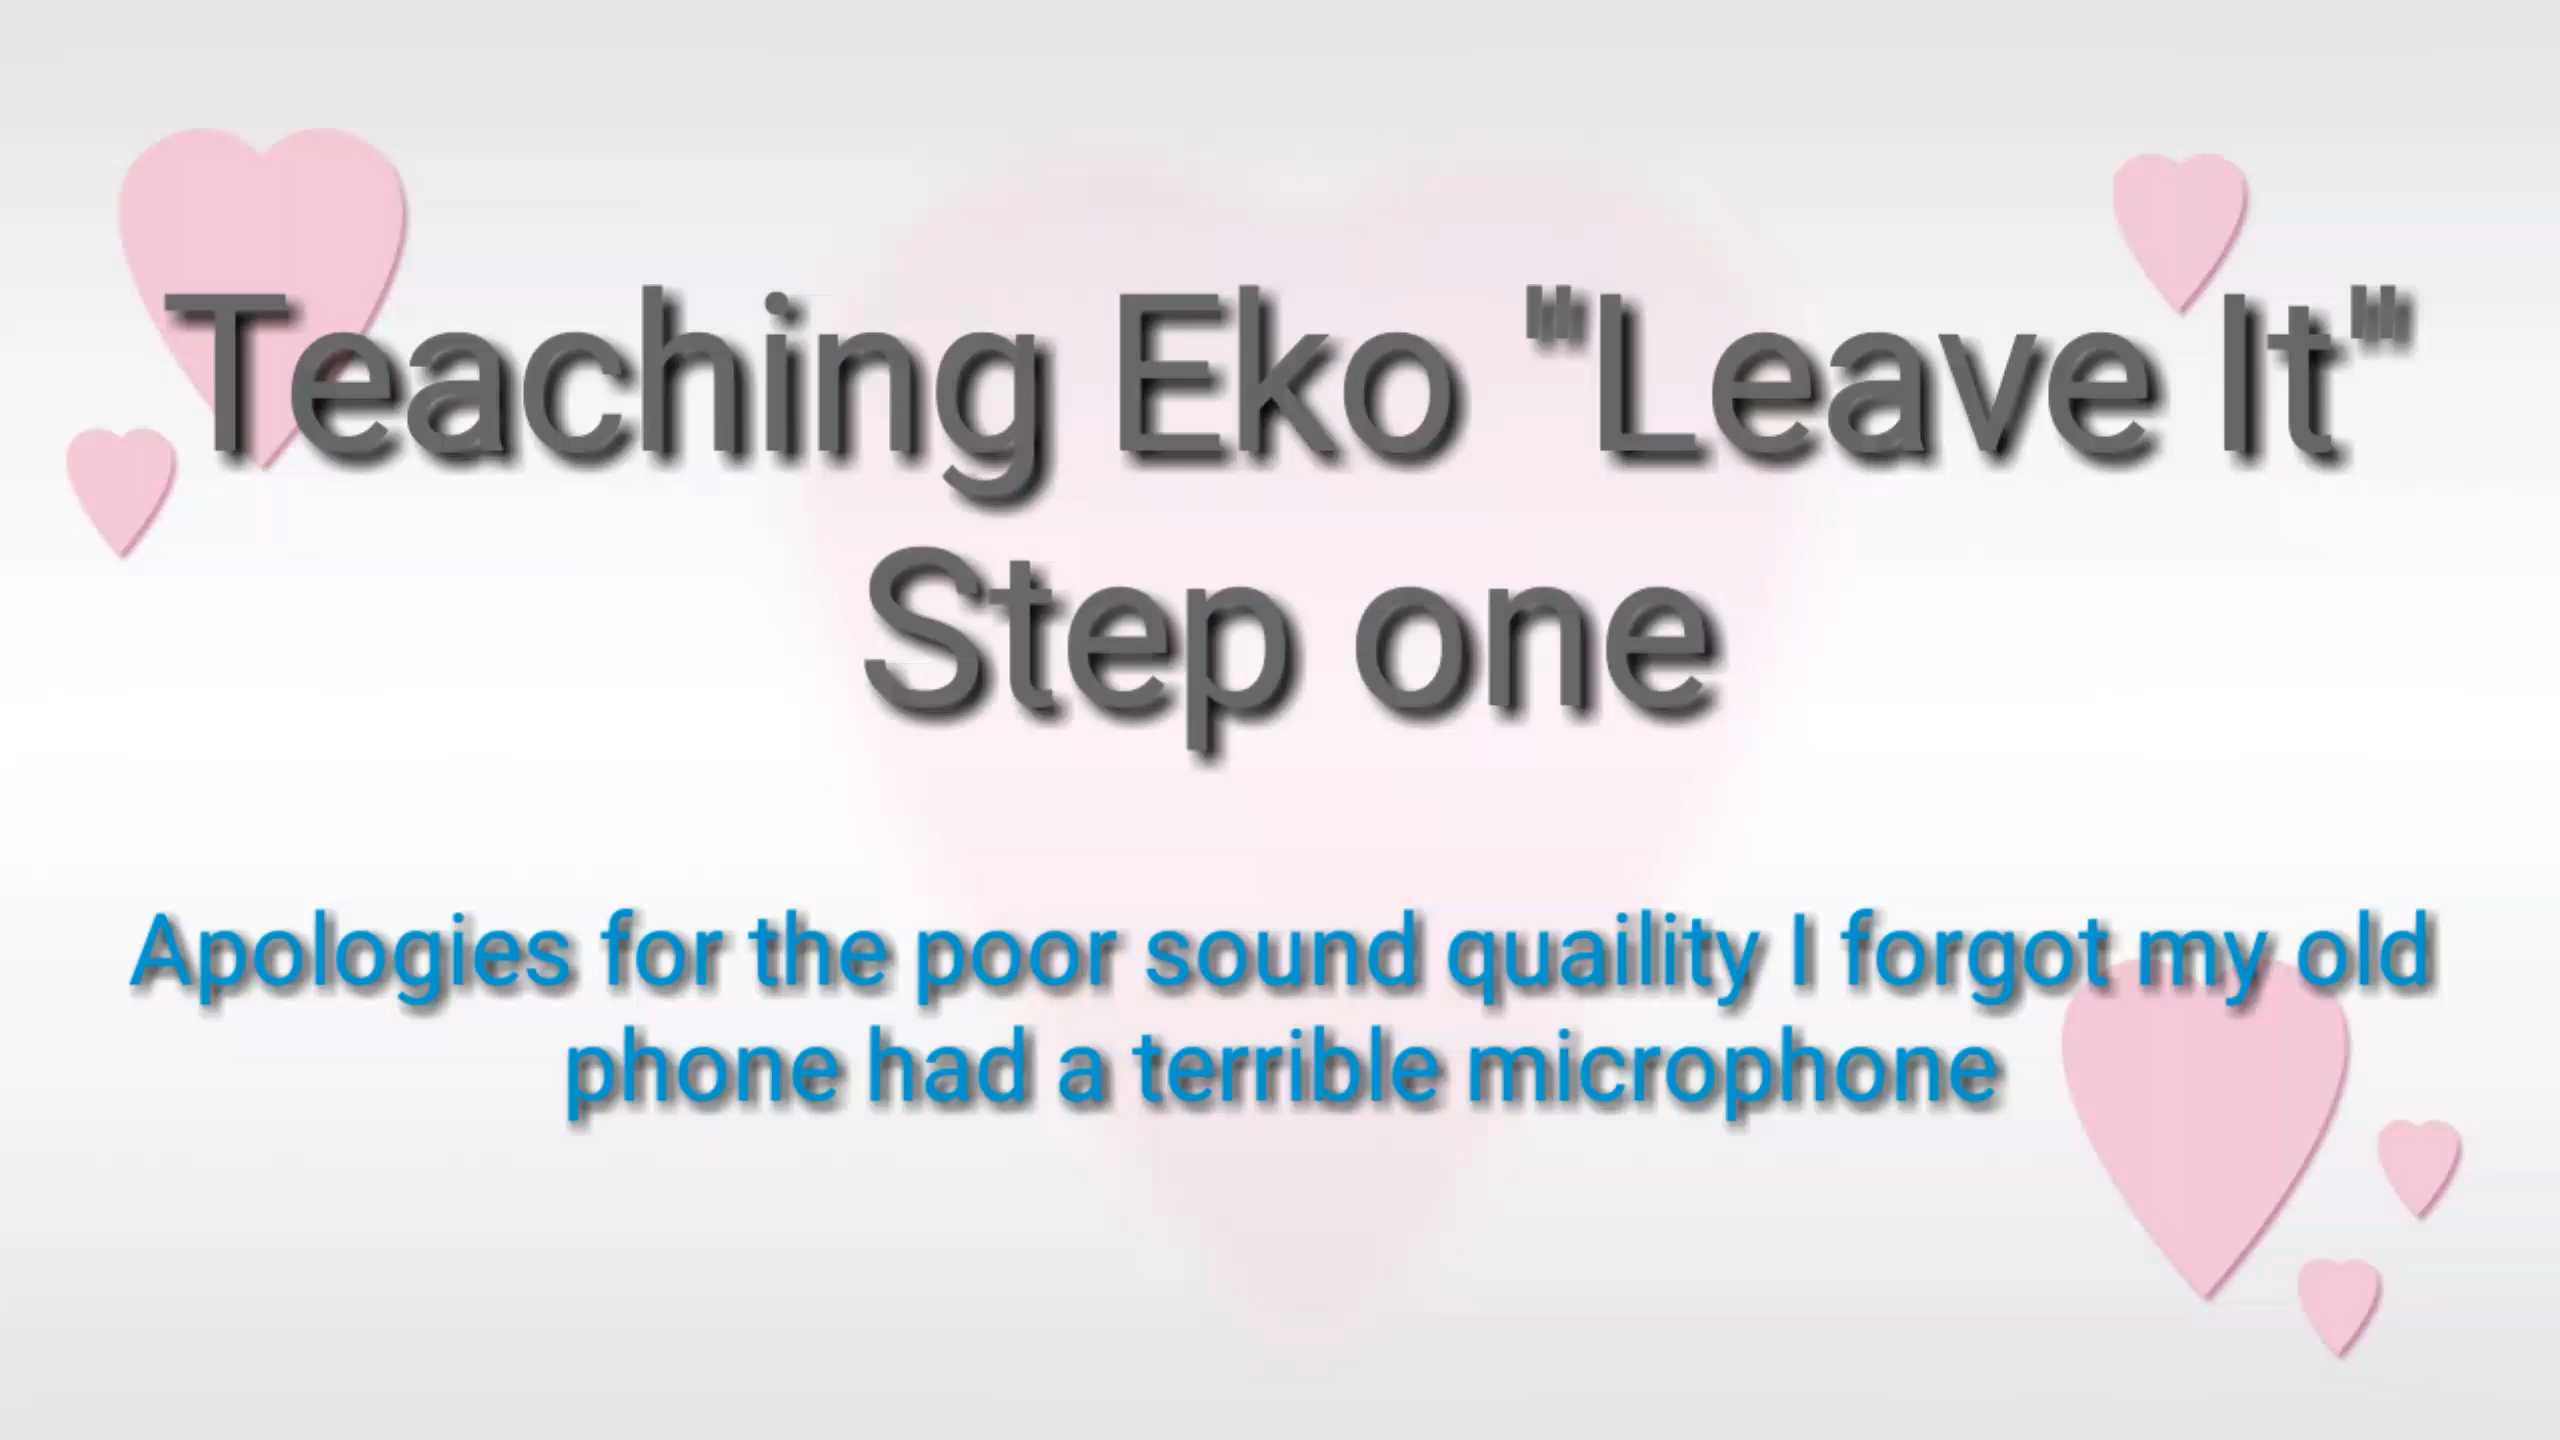 Teaching Eko "Leave It"
Step one
Apologies for the poor sound quaility I forgot my old
phone had a terrible microphone